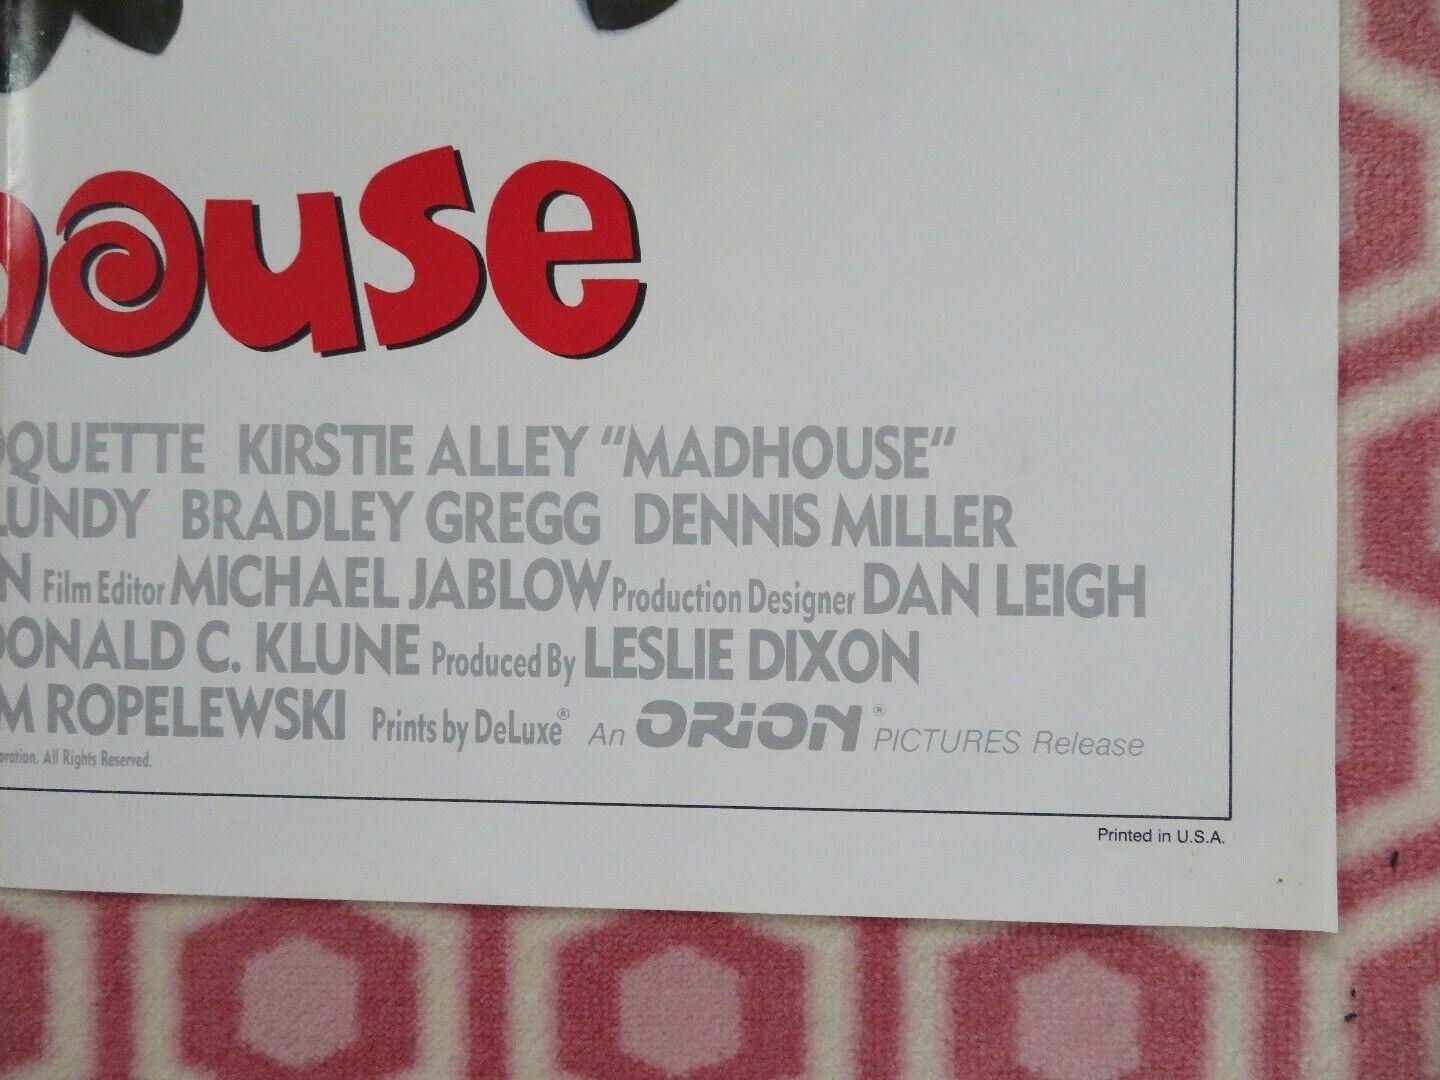 ouse
QUETTE KIRSTIE ALLEY "MADHOUSE"
LUNDY BRADLEY GREGG DENNIS MILLER
N Film Editor MICHAEL JABLOW Production Designer DAN LEIGH
DONALD C. KLUNE Produced By LESLIE DIXON
M ROPELEWSKI Prints by DeLuxe® An ORION® PICTURES Release
oration. All Rights Reserved.
Printed in U.S.A.